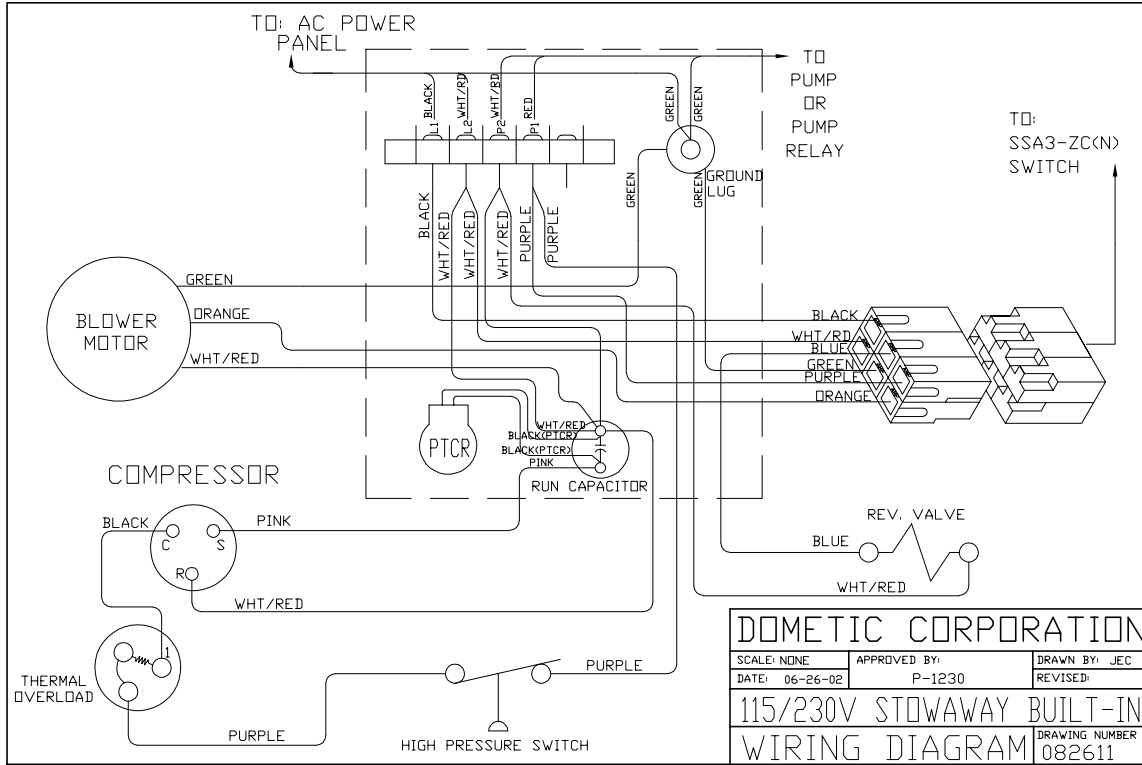 TO: AC POWER
PANEL
TO
PUMP
OR
PUMP
RELAY
TO:
SSA3-ZC(N)
SWITCH
BLACK
WHT/RD
WHT/RD
RED
GREEN
GREEN
L1
L2
P2
P1
GROUND
LUG
GREEN
GREEN
BLACK
WHT/RED
WHT/RED
WHT/RED
PURPLE
PURPLE
BLOWER
MOTOR
GREEN
ORANGE
WHT/RED
BLACK
WHT/RD
BLUE
GREEN
PURPLE
ORANGE
PTCR
WHT/RED
BLACK(PTCR)
BLACK(PTCR)
PINK
RUN CAPACITOR
COMPRESSOR
BLACK
PINK
C
S
R
WHT/RED
REV. VALVE
BLUE
WHT/RED
THERMAL
OVERLOAD
1
PURPLE
PURPLE
HIGH PRESSURE SWITCH
DOMETIC CORPORATION
SCALE: NONE
APPROVED BY:
DRAWN BY: JEC
DATE: 06-26-02
P-1230
REVISED:
115/230V STOWAWAY BUILT-IN
WIRING DIAGRAM
DRAWING NUMBER
082611